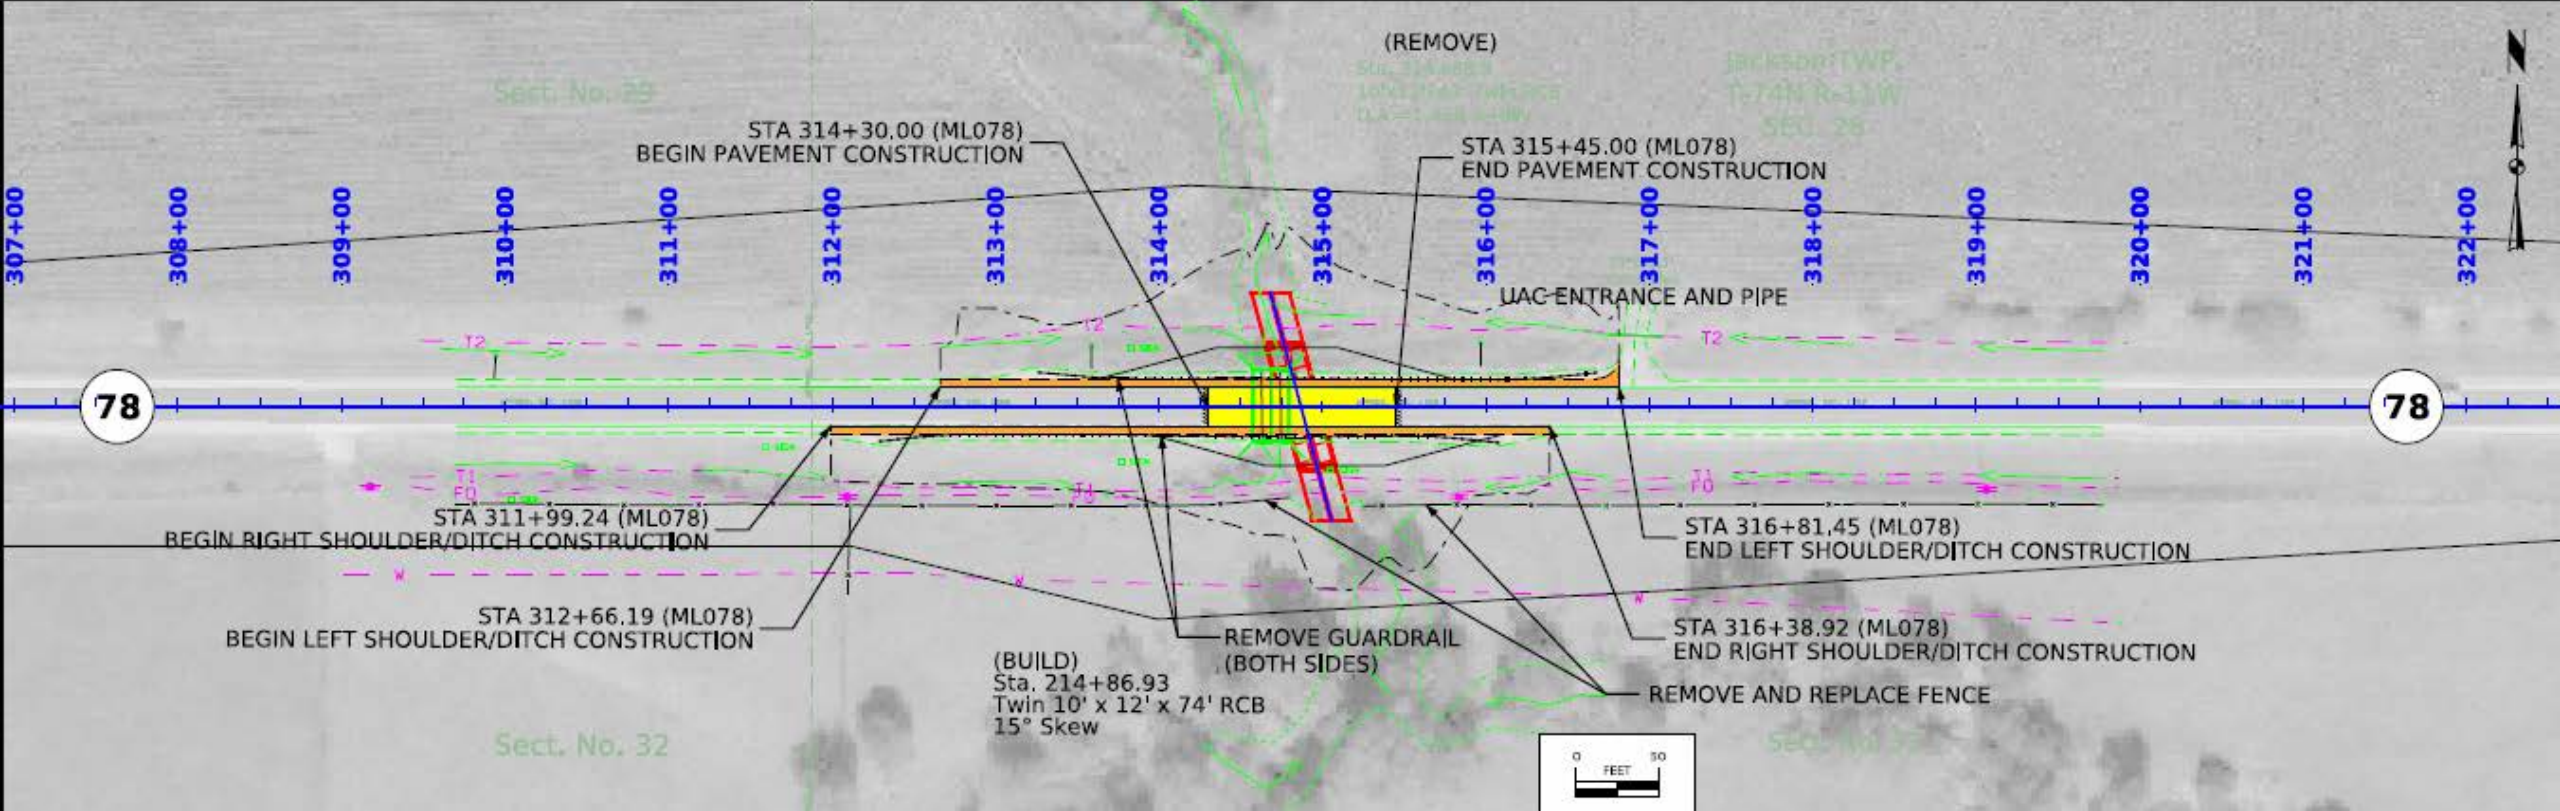 (REMOVE)
Sect. No. 29
Jackson TWP.
T-74N R-11W
SEC. 28
STA 314+30.00 (ML078)
BEGIN PAVEMENT CONSTRUCTION
STA 315+45.00 (ML078)
END PAVEMENT CONSTRUCTION
N
307+00
308+00
309+00
310+00
311+00
312+00
313+00
314+00
315+00
316+00
317+00
318+00
319+00
320+00
321+00
322+00
UAC ENTRANCE AND PIPE
T2
T2
T2
78
78
T1
FO
T1
FO
T1
FO
STA 311+99.24 (ML078)
BEGIN RIGHT SHOULDER/DITCH CONSTRUCTION
STA 316+81.45 (ML078)
END LEFT SHOULDER/DITCH CONSTRUCTION
W
W
W
STA 312+66.19 (ML078)
BEGIN LEFT SHOULDER/DITCH CONSTRUCTION
REMOVE GUARDRAIL
(BOTH SIDES)
STA 316+38.92 (ML078)
END RIGHT SHOULDER/DITCH CONSTRUCTION
(BUILD)
Sta. 214+86.93
Twin 10' x 12' x 74' RCB
15° Skew
REMOVE AND REPLACE FENCE
Sect. No. 32
0 50
FEET